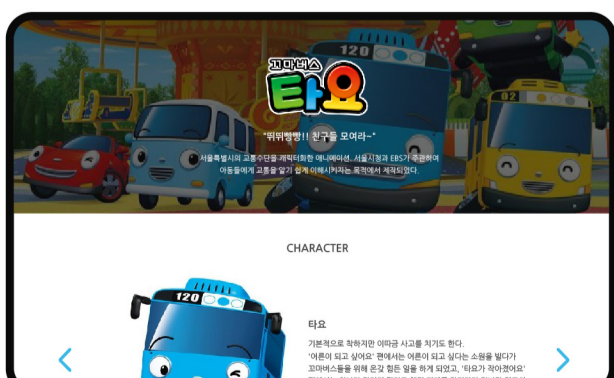 120
02
꼬마버스
타요
"뛰뛰빵빵!! 친구들 모여라~"
서울특별시의 교통수단을 캐릭터화한 애니메이션. 서울시청과 EBS가 주관하여
아동들에게 교통을 알기 쉽게 이해시키자는 목적에서 제작되었다.
CHARACTER
120
타요
기본적으로 착하지만 이따금 사고를 치기도 한다.
'어른이 되고 싶어요' 편에서는 어른이 되고 싶다는 소원을 빌다가
꼬마버스들을 위해 온갖 힘든 일을 하게 되었고, '타요가 작아졌어요'